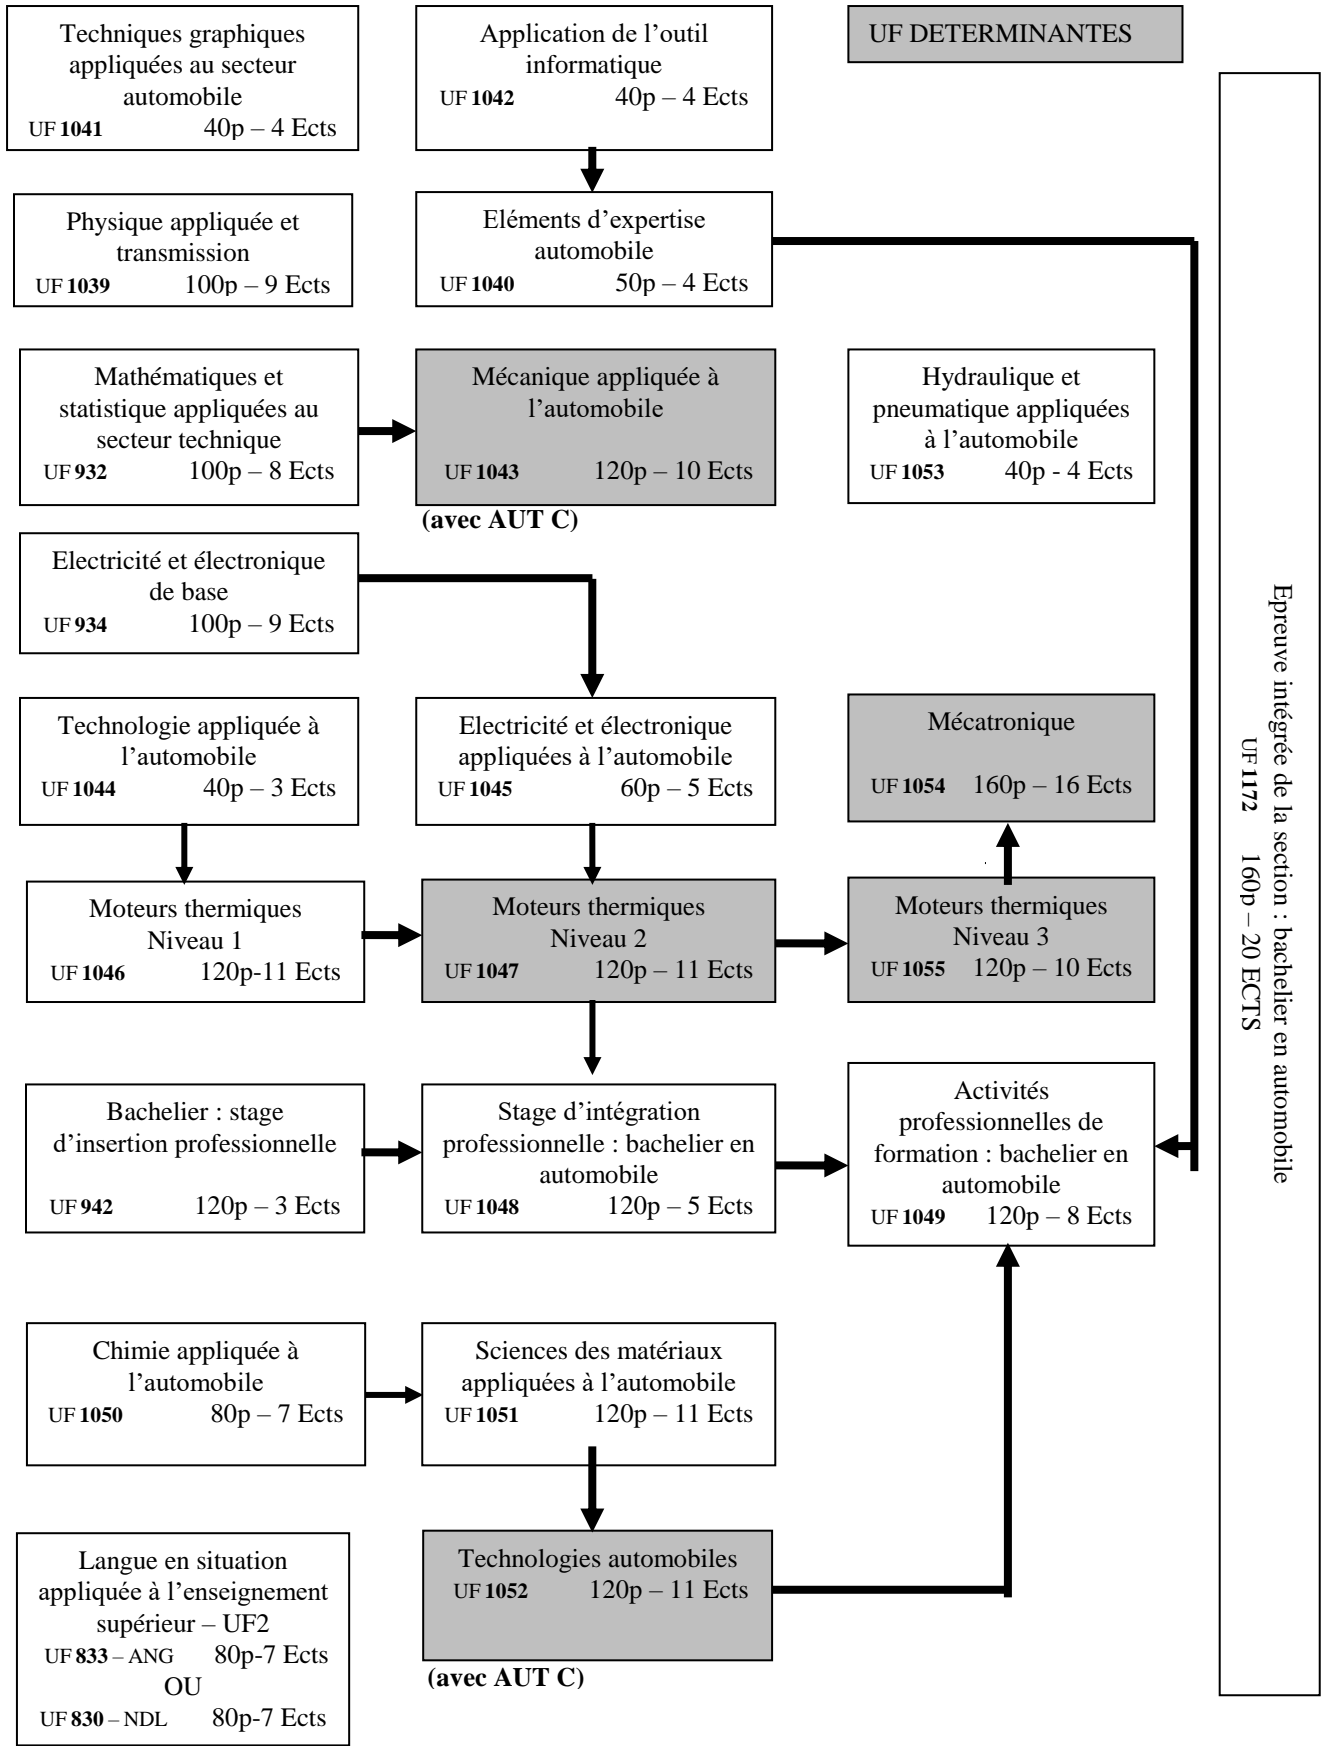 Techniques graphiques
appliquées au secteur
automobile
UF 1041 40p – 4 Ects
Application de l’outil
informatique
UF 1042 40p – 4 Ects
UF DETERMINANTES
Physique appliquée et
transmission
UF 1039 100p – 9 Ects
Eléments d’expertise
automobile
UF 1040 50p – 4 Ects
Mathématiques et
statistique appliquées au
secteur technique
UF 932 100p – 8 Ects
Mécanique appliquée à
l’automobile
UF 1043 120p – 10 Ects
(avec AUT C)
Hydraulique et
pneumatique appliquées
à l’automobile
UF 1053 40p - 4 Ects
Electricité et électronique
de base
UF 934 100p – 9 Ects
Technologie appliquée à
l’automobile
UF 1044 40p – 3 Ects
Electricité et électronique
appliquées à l’automobile
UF 1045 60p – 5 Ects
Mécatronique
UF 1054 160p – 16 Ects
Moteurs thermiques
Niveau 1
UF 1046 120p-11 Ects
Moteurs thermiques
Niveau 2
UF 1047 120p – 11 Ects
Moteurs thermiques
Niveau 3
UF 1055 120p – 10 Ects
Bachelier : stage
d’insertion professionnelle
UF 942 120p – 3 Ects
Stage d’intégration
professionnelle : bachelier en
automobile
UF 1048 120p – 5 Ects
Activités
professionnelles de
formation : bachelier en
automobile
UF 1049 120p – 8 Ects
Chimie appliquée à
l’automobile
UF 1050 80p – 7 Ects
Sciences des matériaux
appliquées à l’automobile
UF 1051 120p – 11 Ects
Langue en situation
appliquée à l’enseignement
supérieur – UF2
UF 833 – ANG 80p-7 Ects
OU
UF 830 – NDL 80p-7 Ects
Technologies automobiles
UF 1052 120p – 11 Ects
(avec AUT C)
Epreuve intégrée de la section : bachelier en automobile
UF 1172 160p – 20 ECTS